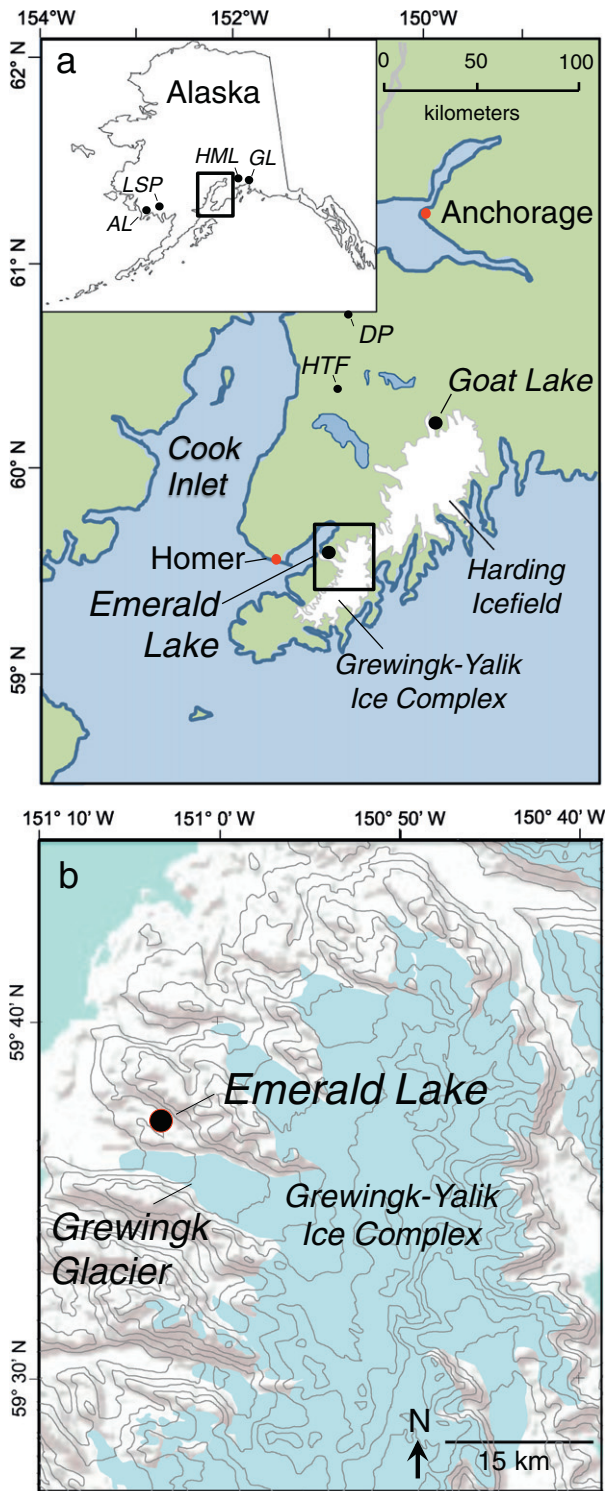 154°W
152°W
150°W
62° N
61° N
60° N
59° N
a
Alaska
HML
GL
LSP
AL
0
50
100
kilometers
Anchorage
DP
HTF
Goat Lake
Cook
Inlet
Homer
Emerald
Lake
Harding
Icefield
Grewingk-Yalik
Ice Complex
151° 10' W
151° 0' W
150° 50' W
150° 40' W
b
59° 40' N
59° 30' N
Emerald Lake
Grewingk-Yalik
Ice Complex
Grewingk
Glacier
N
15 km